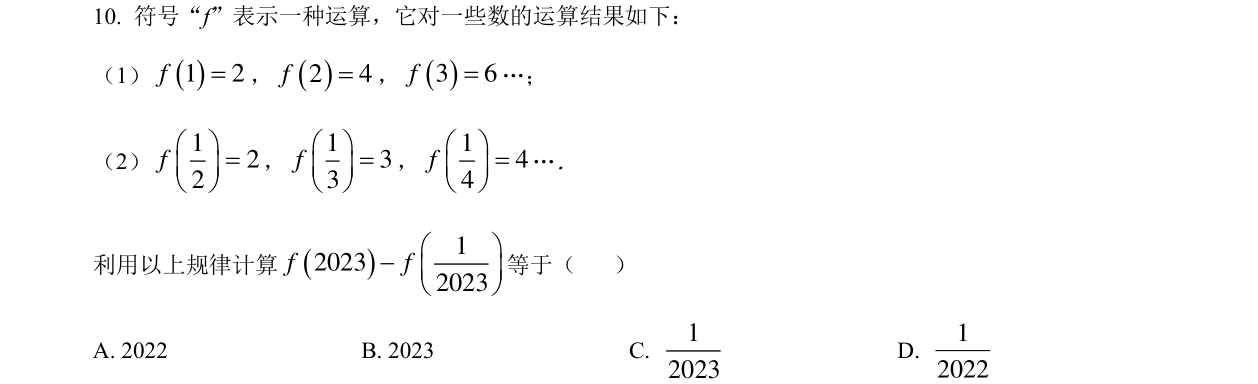 10. 符号“f”表示一种运算，它对一些数的运算结果如下：
（1）f(1)=2，f(2)=4，f(3)=6…；
（2）f(1/2)=2，f(1/3)=3，f(1/4)=4….
利用以上规律计算 f(2023)−f(1/2023) 等于（　　）
A. 2022　B. 2023　C. 1/2023　D. 1/2022